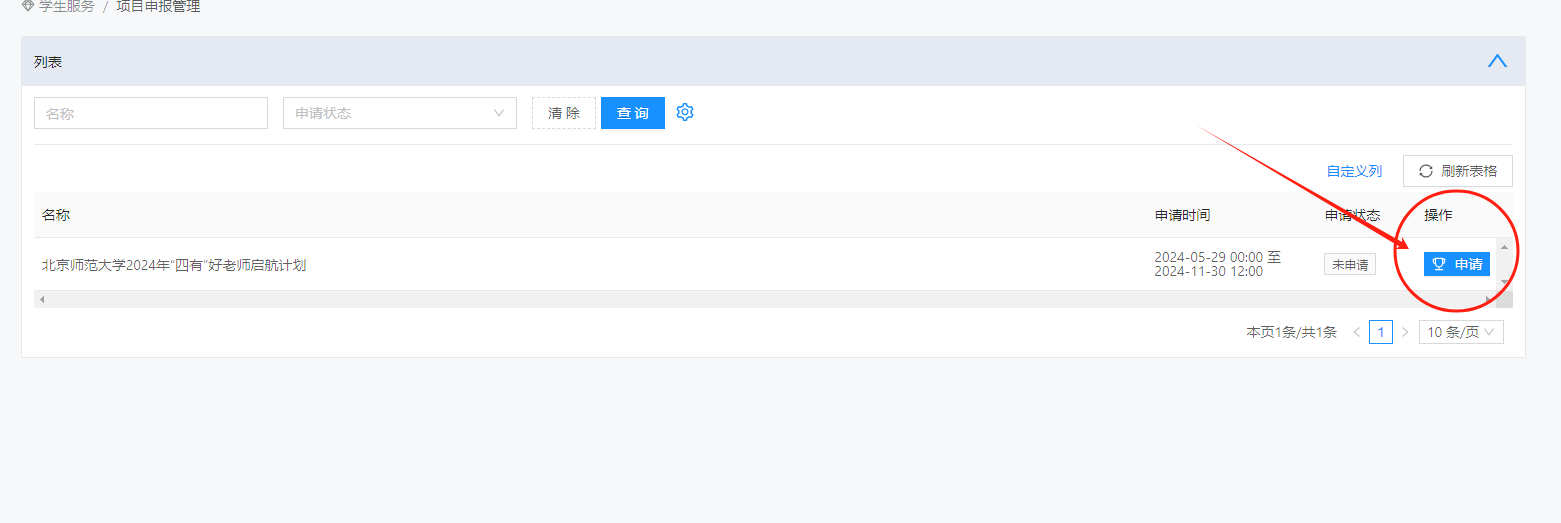 学生服务 / 项目申报管理
列表
名称 申请状态 清 除 查 询
自定义列 刷新表格
名称 申请时间 申请状态 操作
北京师范大学2024年“四有”好老师启航计划 2024-05-29 00:00 至 2024-11-30 12:00 未申请 申请
本页1条/共1条 1 10 条/页